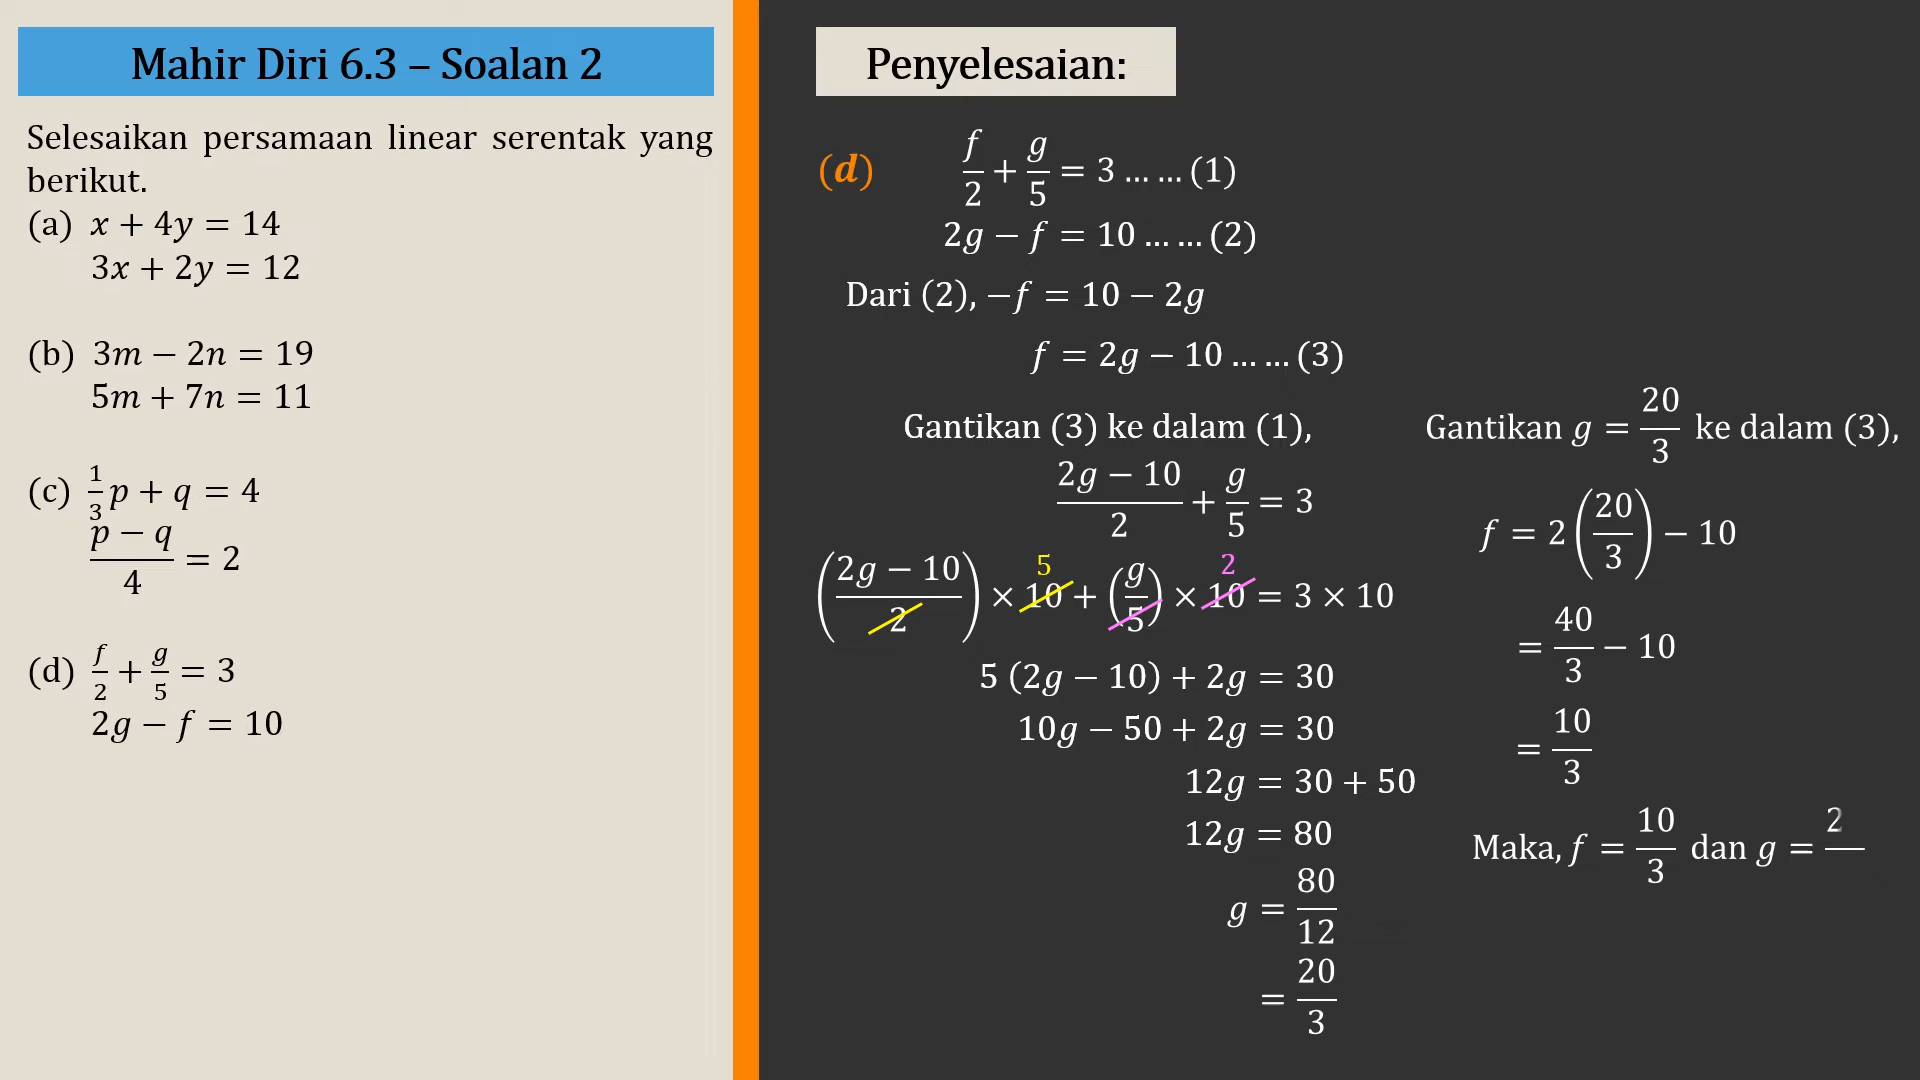 Mahir Diri 6.3 – Soalan 2
Selesaikan persamaan linear serentak yang
berikut.
(a) x + 4y = 14
3x + 2y = 12
(b) 3m − 2n = 19
5m + 7n = 11
(c) 1/3 p + q = 4
(p − q)/4 = 2
(d) f/2 + g/5 = 3
2g − f = 10
Penyelesaian:
(d) f/2 + g/5 = 3 … … (1)
2g − f = 10 … … (2)
Dari (2), −f = 10 − 2g
f = 2g − 10 … … (3)
Gantikan (3) ke dalam (1),
(2g − 10)/2 + g/5 = 3
5 2
((2g − 10)/2) × 10 + (g/5) × 10 = 3 × 10
5 (2g − 10) + 2g = 30
10g − 50 + 2g = 30
12g = 30 + 50
12g = 80
g = 80/12
= 20/3
Gantikan g = 20/3 ke dalam (3),
f = 2(20/3) − 10
= 40/3 − 10
= 10/3
Maka, f = 10/3 dan g = 2